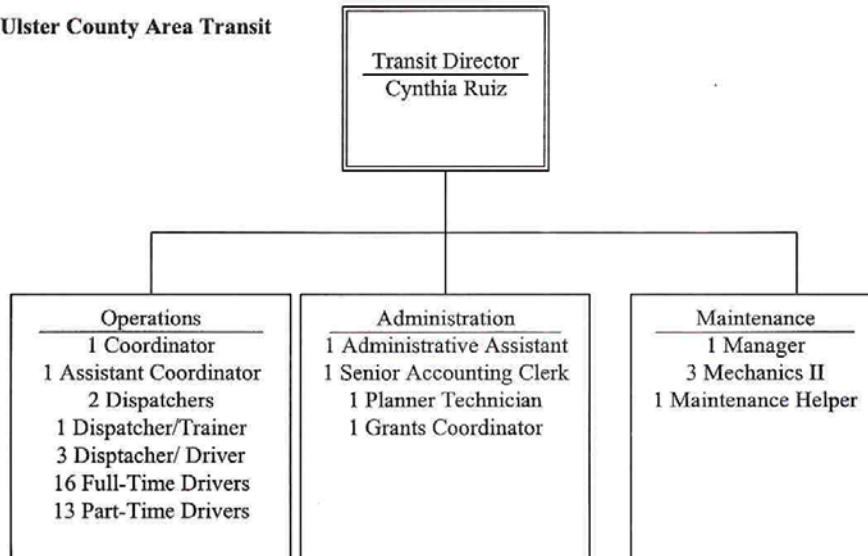 Ulster County Area Transit
Transit Director
Cynthia Ruiz
Operations
1 Coordinator
1 Assistant Coordinator
2 Dispatchers
1 Dispatcher/Trainer
3 Disptacher/ Driver
16 Full-Time Drivers
13 Part-Time Drivers
Administration
1 Administrative Assistant
1 Senior Accounting Clerk
1 Planner Technician
1 Grants Coordinator
Maintenance
1 Manager
3 Mechanics II
1 Maintenance Helper